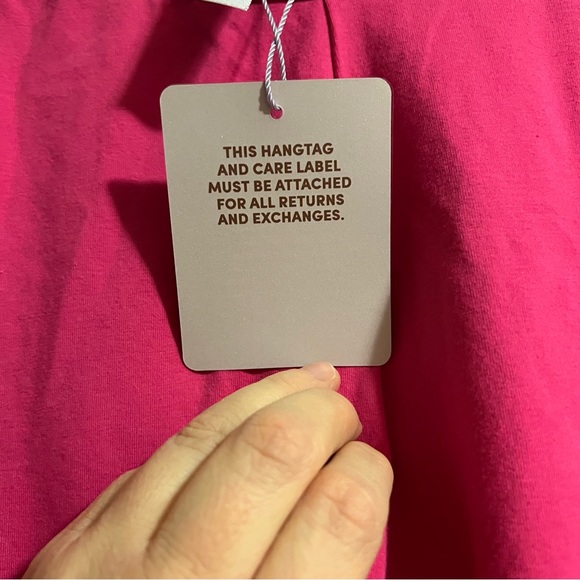 THIS HANGTAG
AND CARE LABEL
MUST BE ATTACHED
FOR ALL RETURNS
AND EXCHANGES.